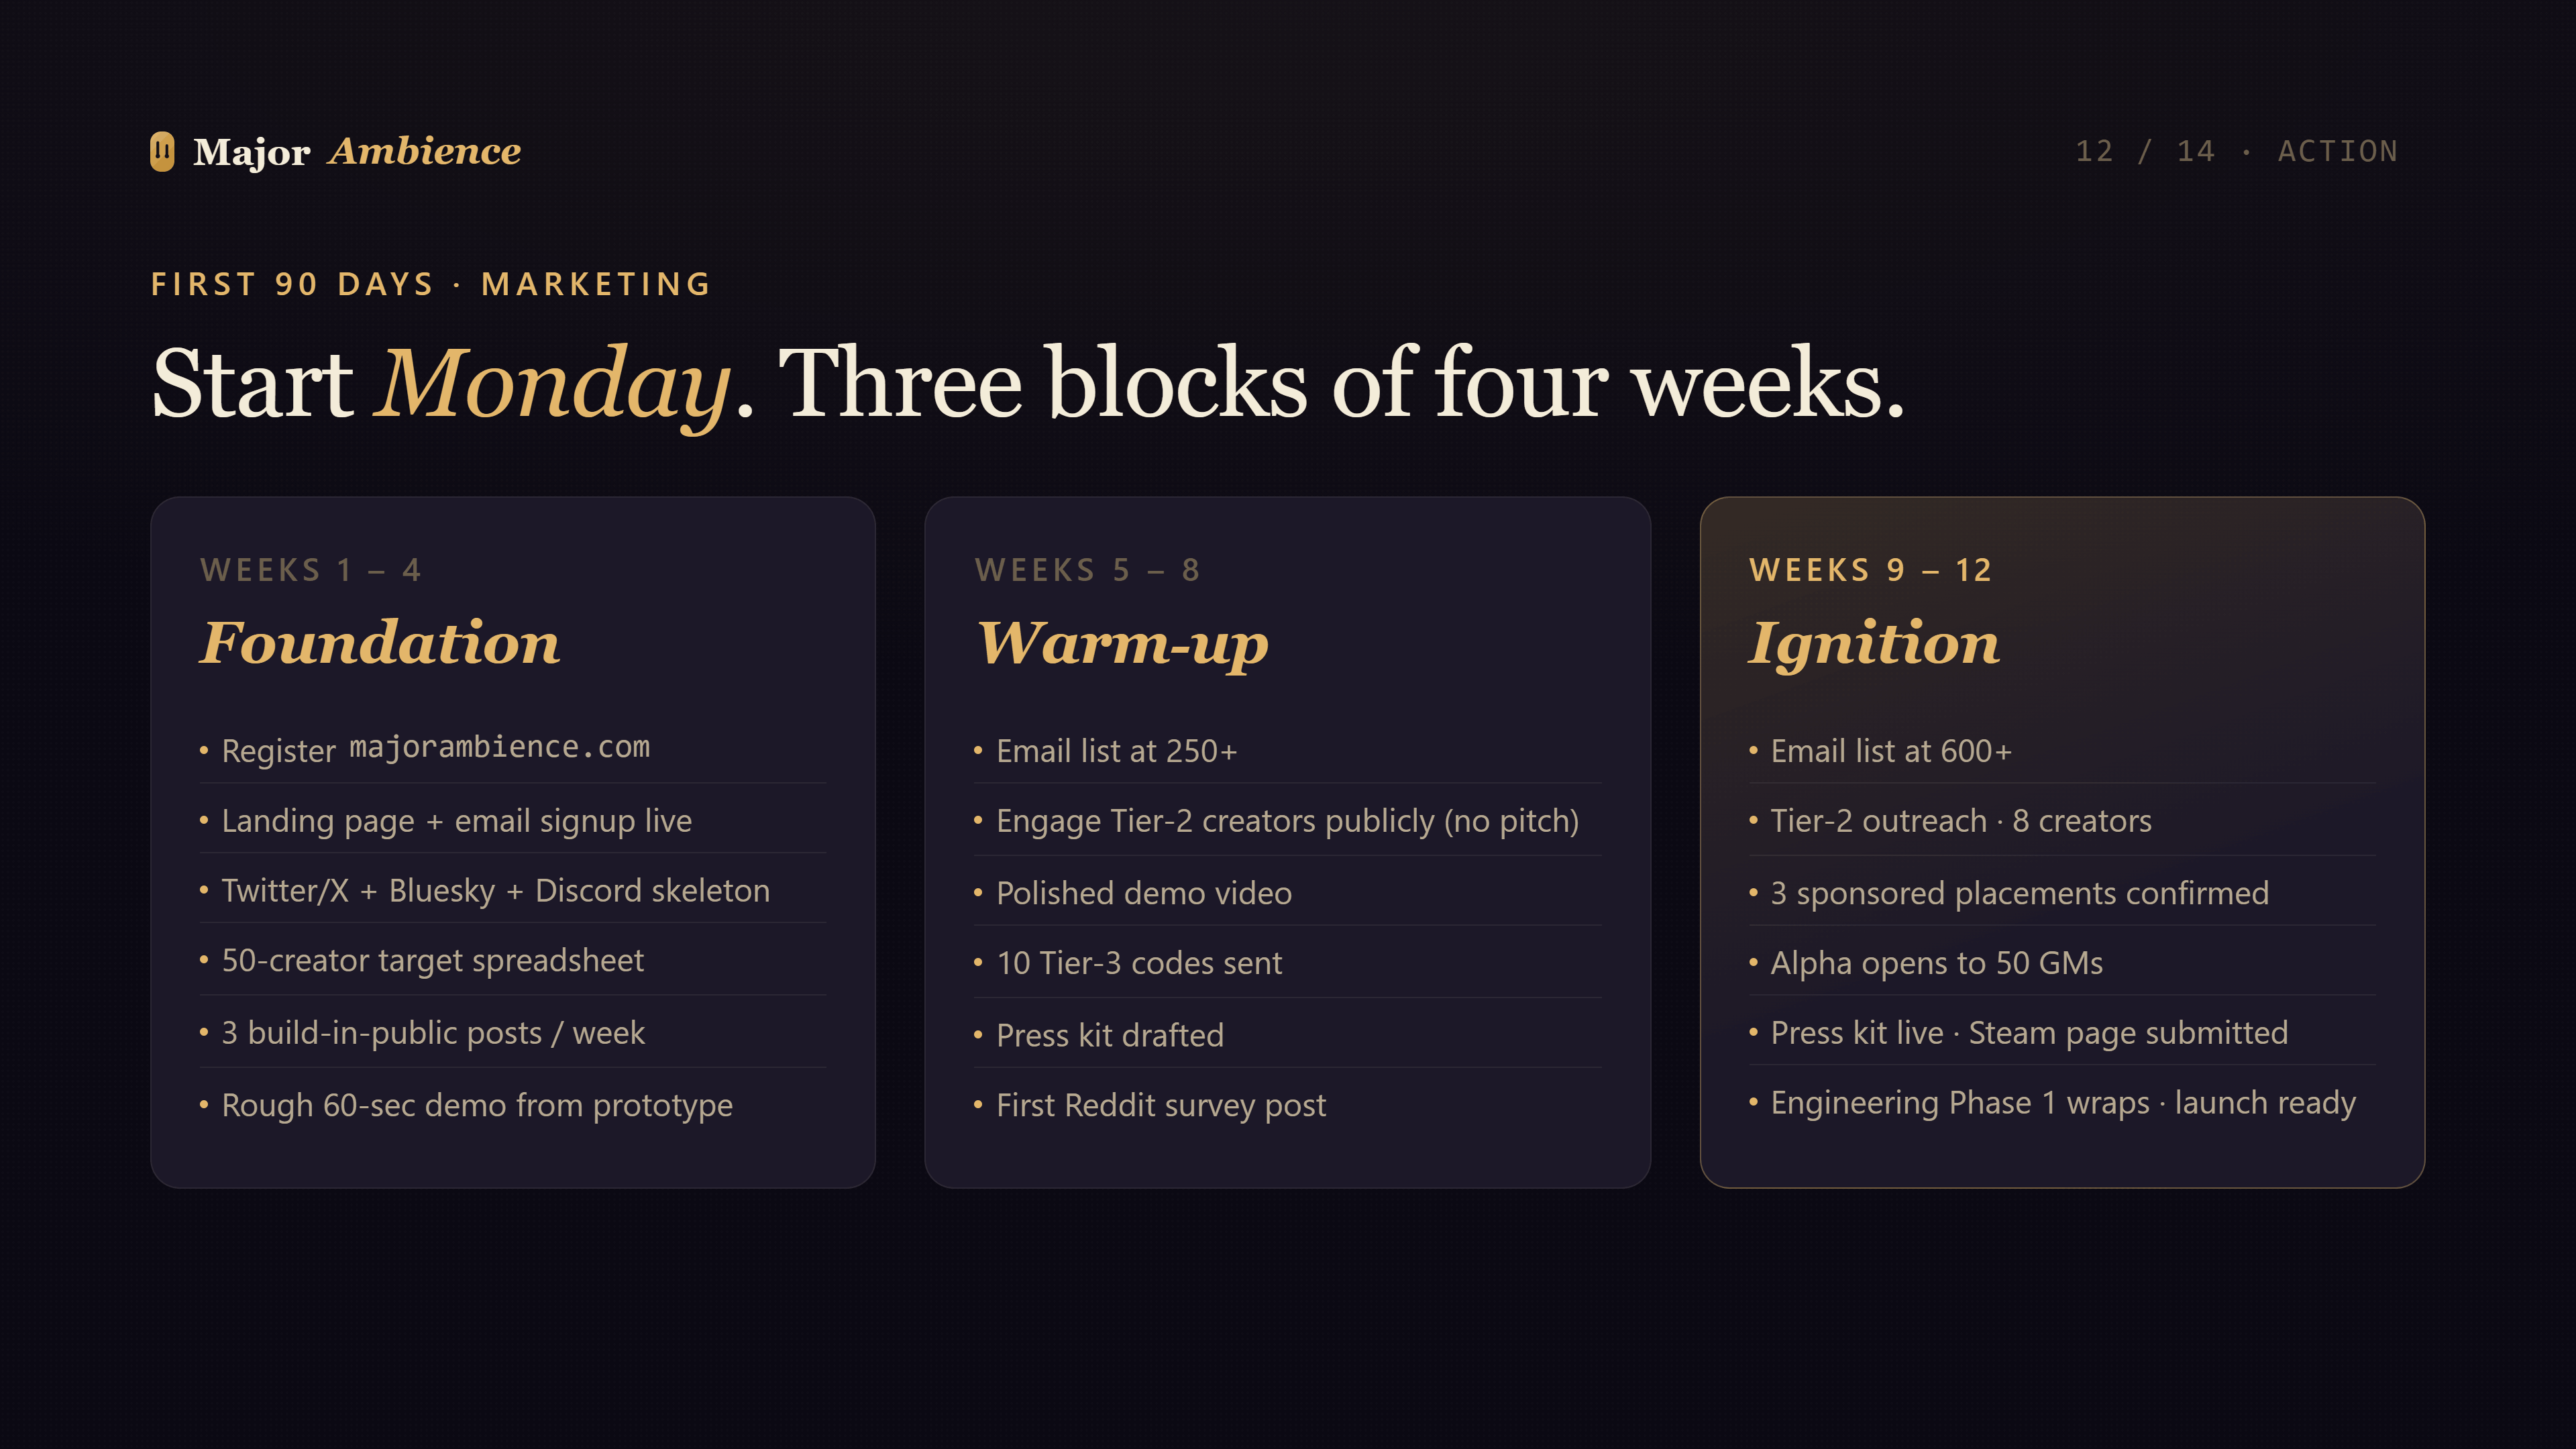 Major Ambience
12 / 14 · ACTION
FIRST 90 DAYS · MARKETING
Start Monday. Three blocks of four weeks.
WEEKS 1 – 4
Foundation
• Register majorambience.com
• Landing page + email signup live
• Twitter/X + Bluesky + Discord skeleton
• 50-creator target spreadsheet
• 3 build-in-public posts / week
• Rough 60-sec demo from prototype
WEEKS 5 – 8
Warm-up
• Email list at 250+
• Engage Tier-2 creators publicly (no pitch)
• Polished demo video
• 10 Tier-3 codes sent
• Press kit drafted
• First Reddit survey post
WEEKS 9 – 12
Ignition
• Email list at 600+
• Tier-2 outreach · 8 creators
• 3 sponsored placements confirmed
• Alpha opens to 50 GMs
• Press kit live · Steam page submitted
• Engineering Phase 1 wraps · launch ready